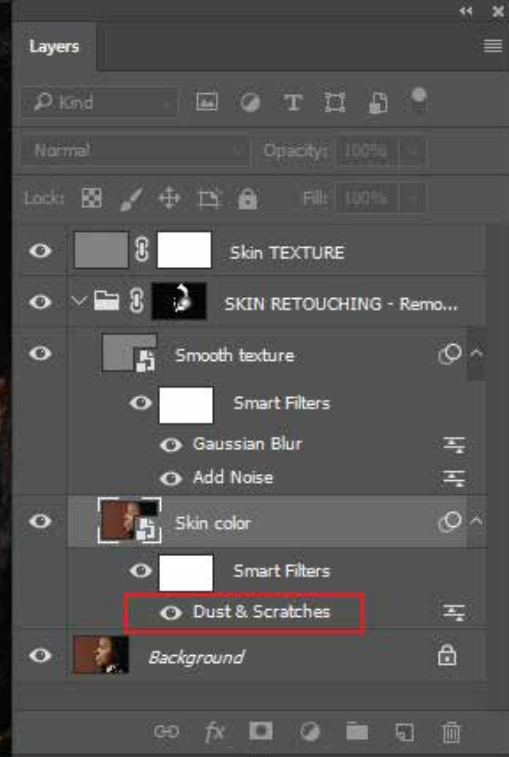 Layers
Kind
Normal Opacity: 100%
Lock: Fill: 100%
Skin TEXTURE
SKIN RETOUCHING - Remo...
Smooth texture
Smart Filters
Gaussian Blur
Add Noise
Skin color
Smart Filters
Dust & Scratches
Background
fx